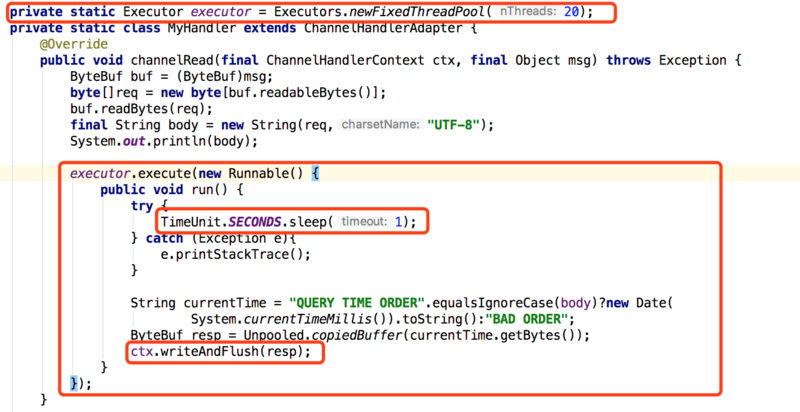 private static Executor executor = Executors.newFixedThreadPool( nThreads: 20);
private static class MyHandler extends ChannelHandlerAdapter {
@Override
public void channelRead(final ChannelHandlerContext ctx, final Object msg) throws Exception {
ByteBuf buf = (ByteBuf)msg;
byte[]req = new byte[buf.readableBytes()];
buf.readBytes(req);
final String body = new String(req, charsetName: "UTF-8");
System.out.println(body);
executor.execute(new Runnable() {
public void run() {
try {
TimeUnit.SECONDS.sleep( timeout: 1);
} catch (Exception e){
e.printStackTrace();
}
String currentTime = "QUERY TIME ORDER".equalsIgnoreCase(body)?new Date(
System.currentTimeMillis()).toString():"BAD ORDER";
ByteBuf resp = Unpooled.copiedBuffer(currentTime.getBytes());
ctx.writeAndFlush(resp);
}
});
}